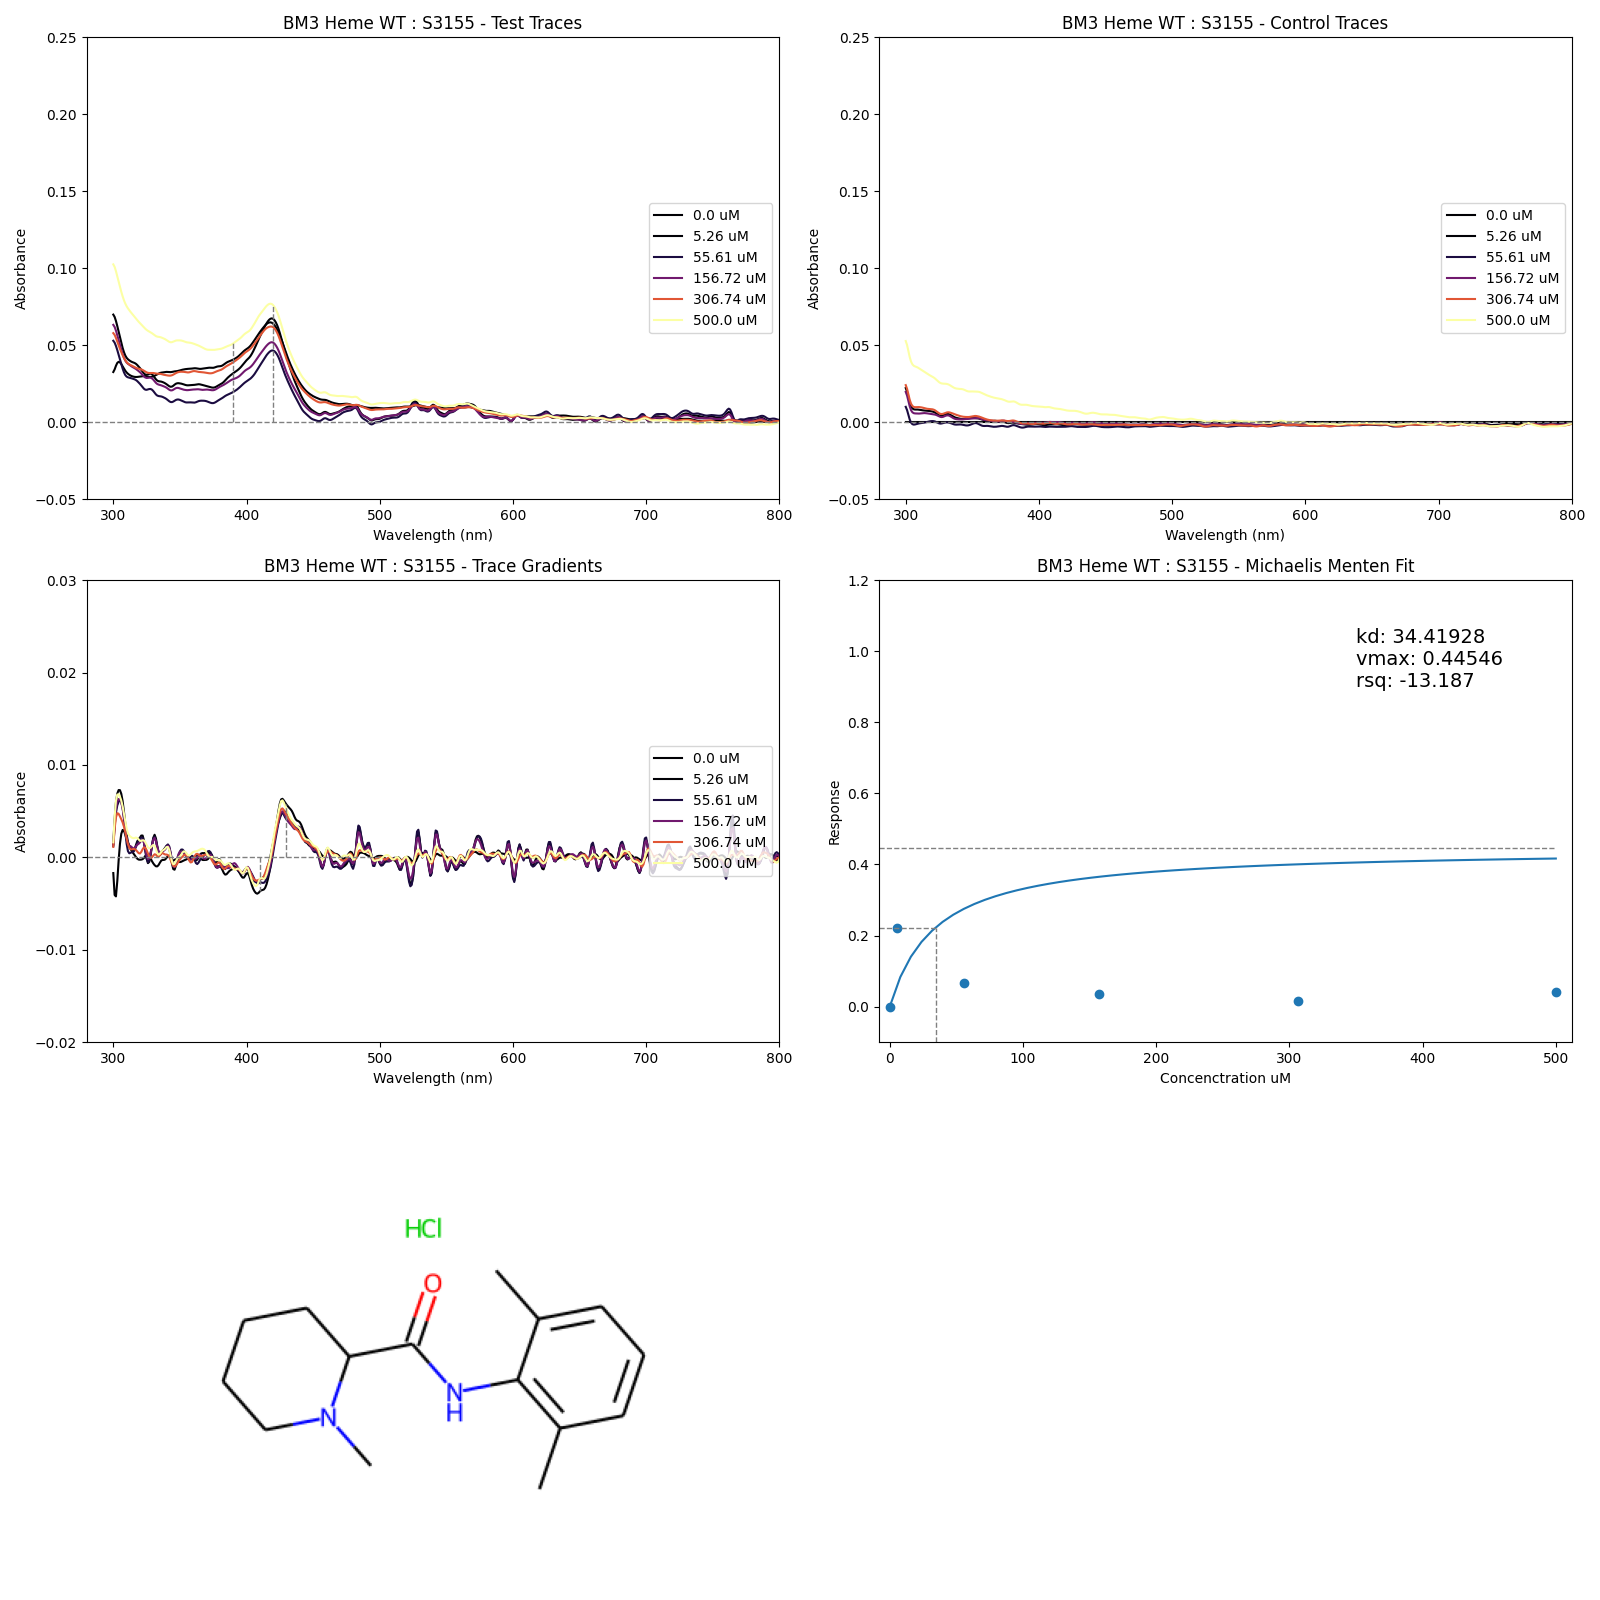 BM3 Heme WT : S3155 - Test Traces
0.25
0.20
0.15
0.10
0.05
0.00
−0.05
Absorbance
300 400 500 600 700 800
Wavelength (nm)
0.0 uM
5.26 uM
55.61 uM
156.72 uM
306.74 uM
500.0 uM
BM3 Heme WT : S3155 - Control Traces
0.25
0.20
0.15
0.10
0.05
0.00
−0.05
Absorbance
300 400 500 600 700 800
Wavelength (nm)
0.0 uM
5.26 uM
55.61 uM
156.72 uM
306.74 uM
500.0 uM
BM3 Heme WT : S3155 - Trace Gradients
0.03
0.02
0.01
0.00
−0.01
−0.02
Absorbance
300 400 500 600 700 800
Wavelength (nm)
0.0 uM
5.26 uM
55.61 uM
156.72 uM
306.74 uM
500.0 uM
BM3 Heme WT : S3155 - Michaelis Menten Fit
1.2
1.0
0.8
0.6
0.4
0.2
0.0
Response
0 100 200 300 400 500
Concenctration uM
kd: 34.41928
vmax: 0.44546
rsq: -13.187
HCl
O
N
H
N